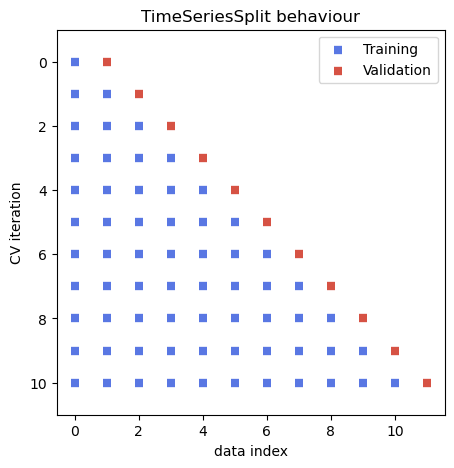 TimeSeriesSplit behaviour
Training
Validation
CV iteration
0
2
4
6
8
10
0 2 4 6 8 10
data index